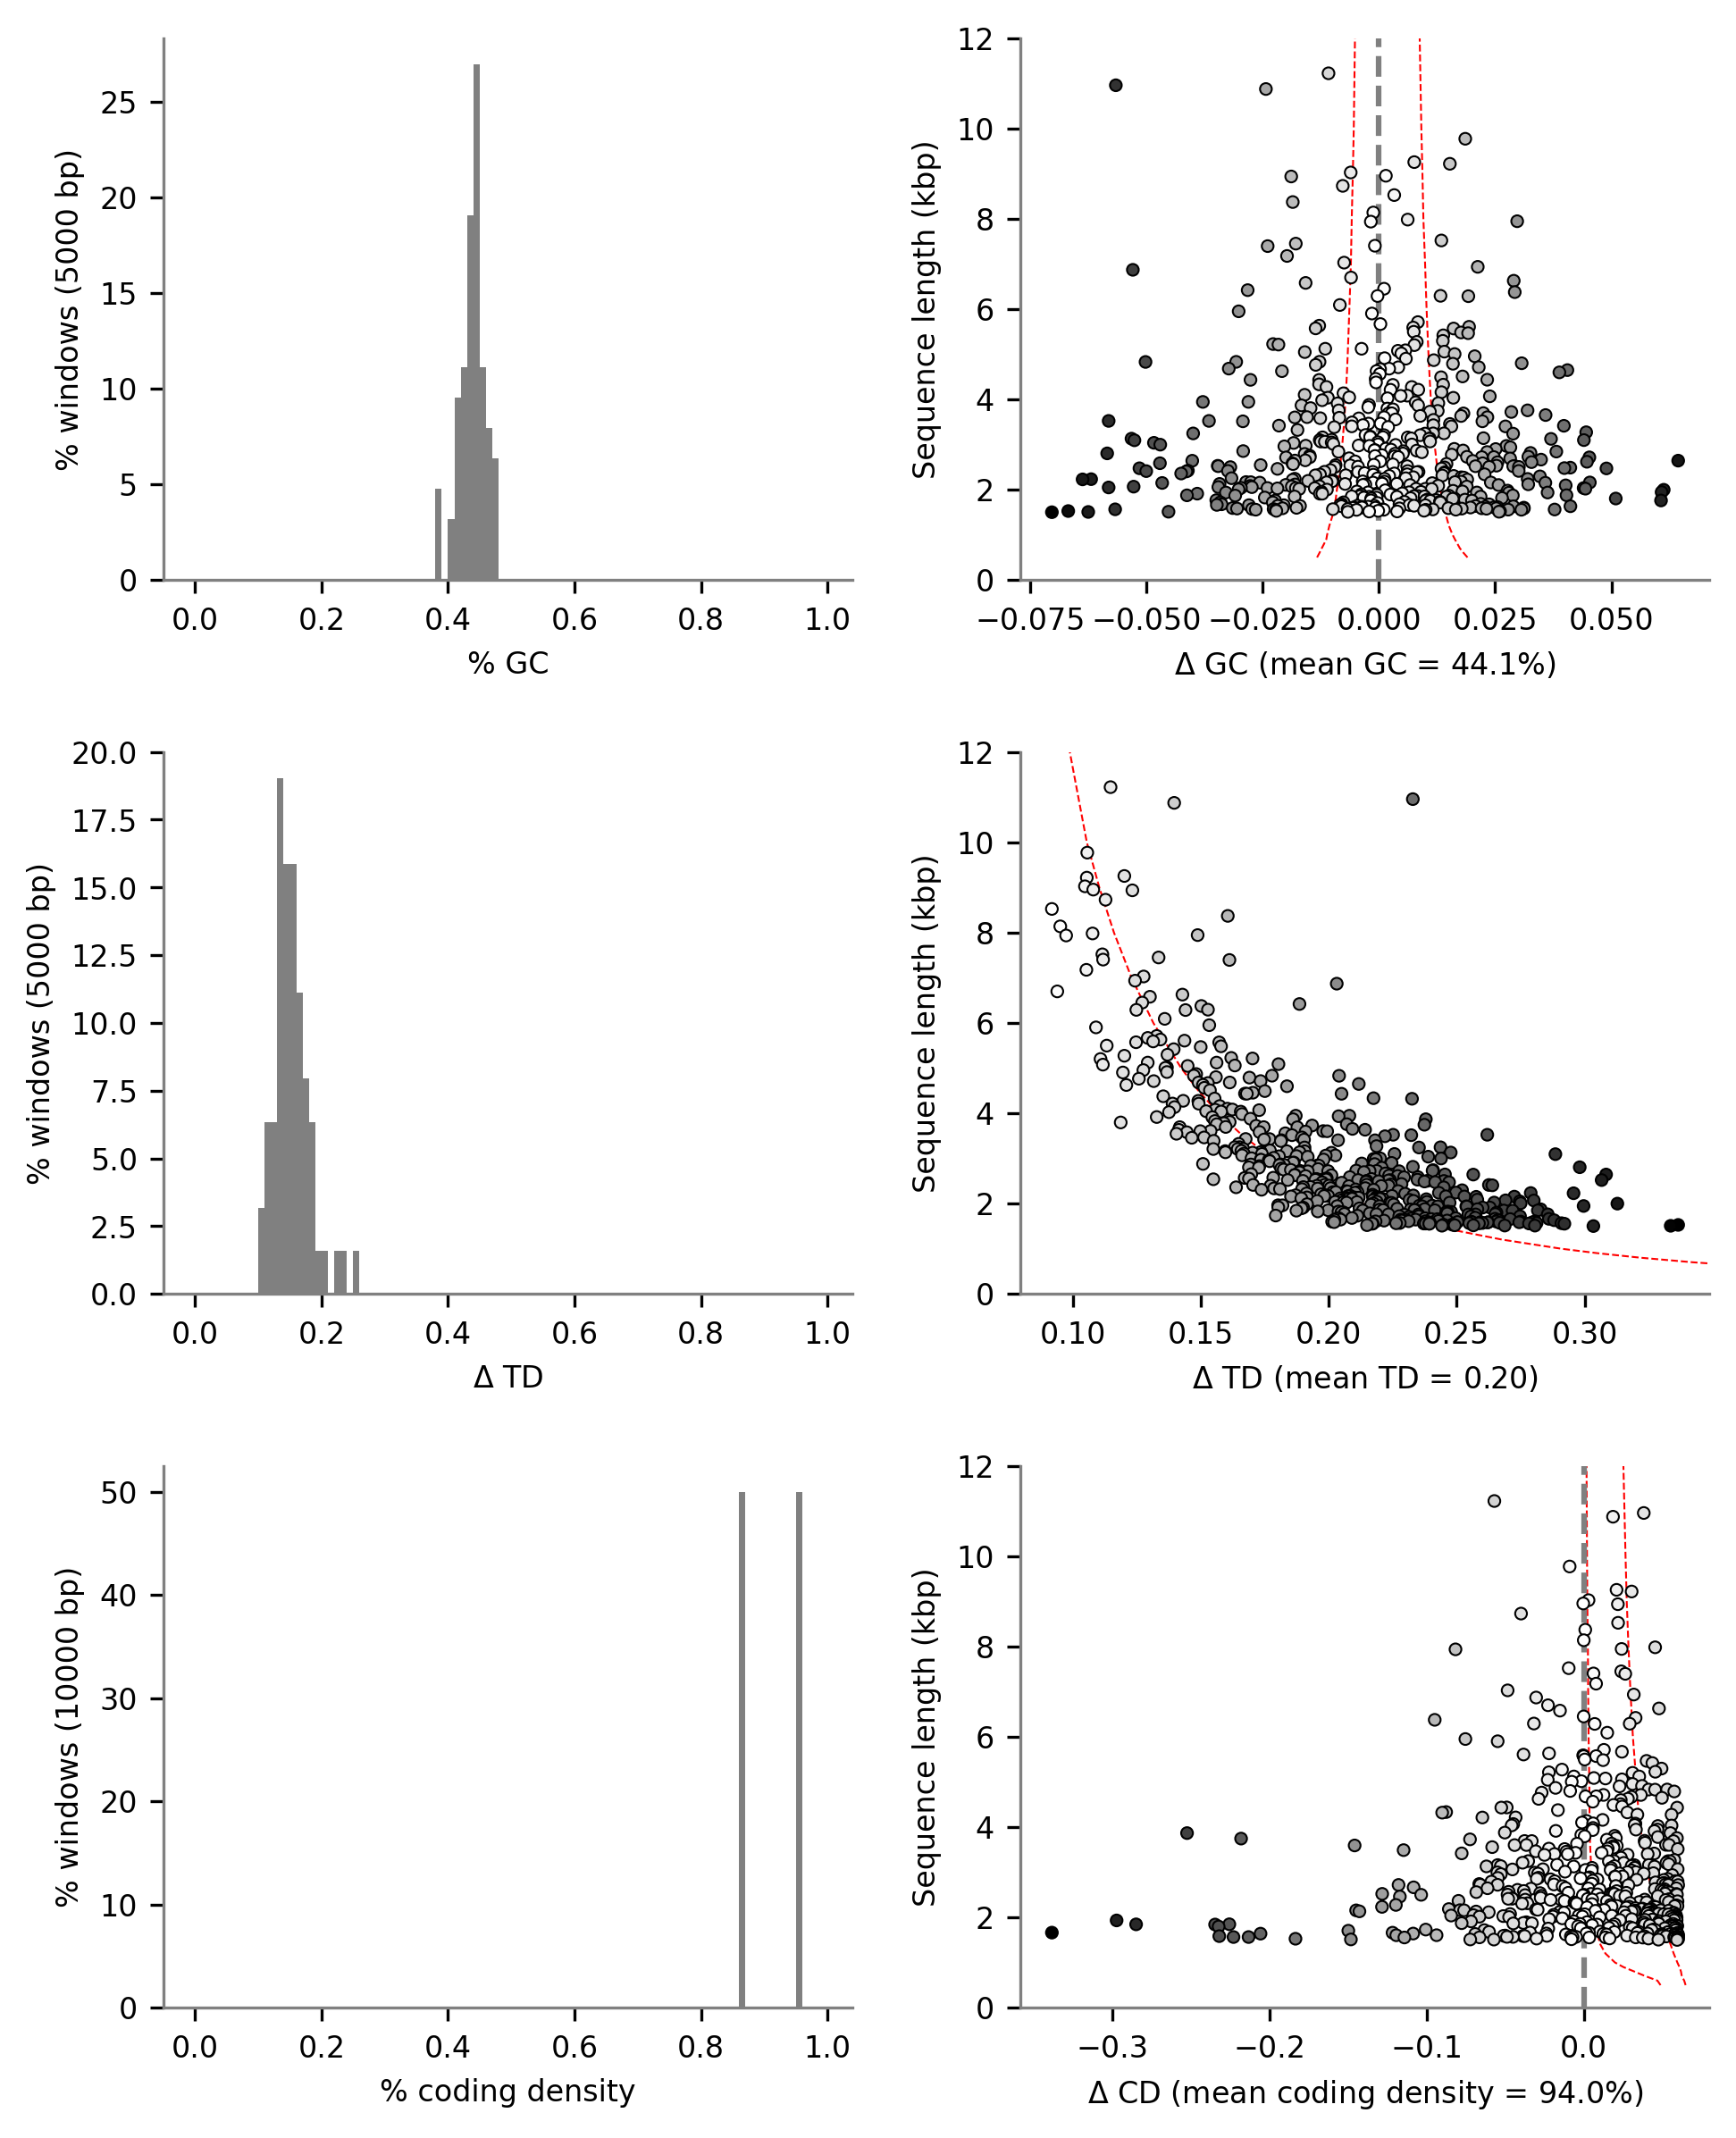 25
20
15
10
5
0
% windows (5000 bp)
0.0 0.2 0.4 0.6 0.8 1.0
% GC
12
10
8
6
4
2
0
Sequence length (kbp)
−0.075 −0.050 −0.025 0.000 0.025 0.050
Δ GC (mean GC = 44.1%)
20.0
17.5
15.0
12.5
10.0
7.5
5.0
2.5
0.0
% windows (5000 bp)
0.0 0.2 0.4 0.6 0.8 1.0
Δ TD
12
10
8
6
4
2
0
Sequence length (kbp)
0.10 0.15 0.20 0.25 0.30
Δ TD (mean TD = 0.20)
50
40
30
20
10
0
% windows (10000 bp)
0.0 0.2 0.4 0.6 0.8 1.0
% coding density
12
10
8
6
4
2
0
Sequence length (kbp)
−0.3 −0.2 −0.1 0.0
Δ CD (mean coding density = 94.0%)